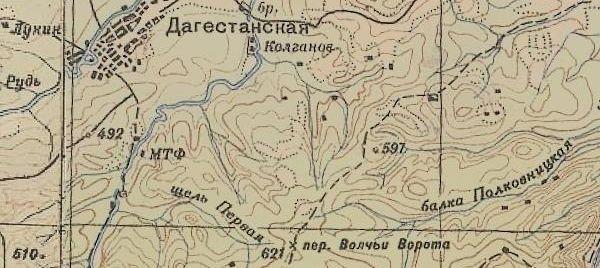 бр.
Дагестанская
Лукин
Колганов
Рудь
492
МТФ
597
балка Полковницкая
щель Первая
621
пер. Волчьи Ворота
510